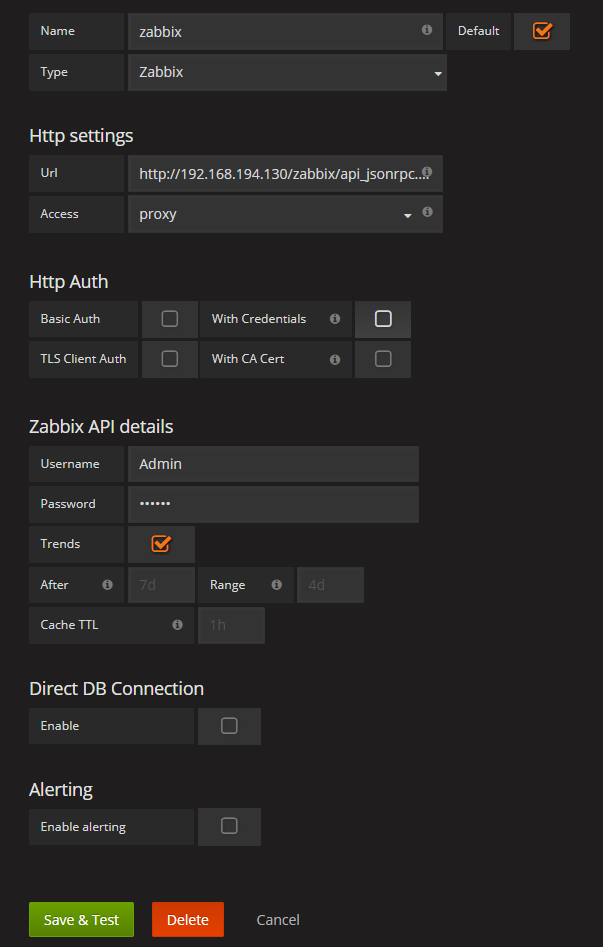 Name zabbix Default
Type Zabbix
Http settings
Url http://192.168.194.130/zabbix/api_jsonrpc....
Access proxy
Http Auth
Basic Auth With Credentials
TLS Client Auth With CA Cert
Zabbix API details
Username Admin
Password ••••••
Trends
After 7d Range 4d
Cache TTL 1h
Direct DB Connection
Enable
Alerting
Enable alerting
Save & Test Delete Cancel